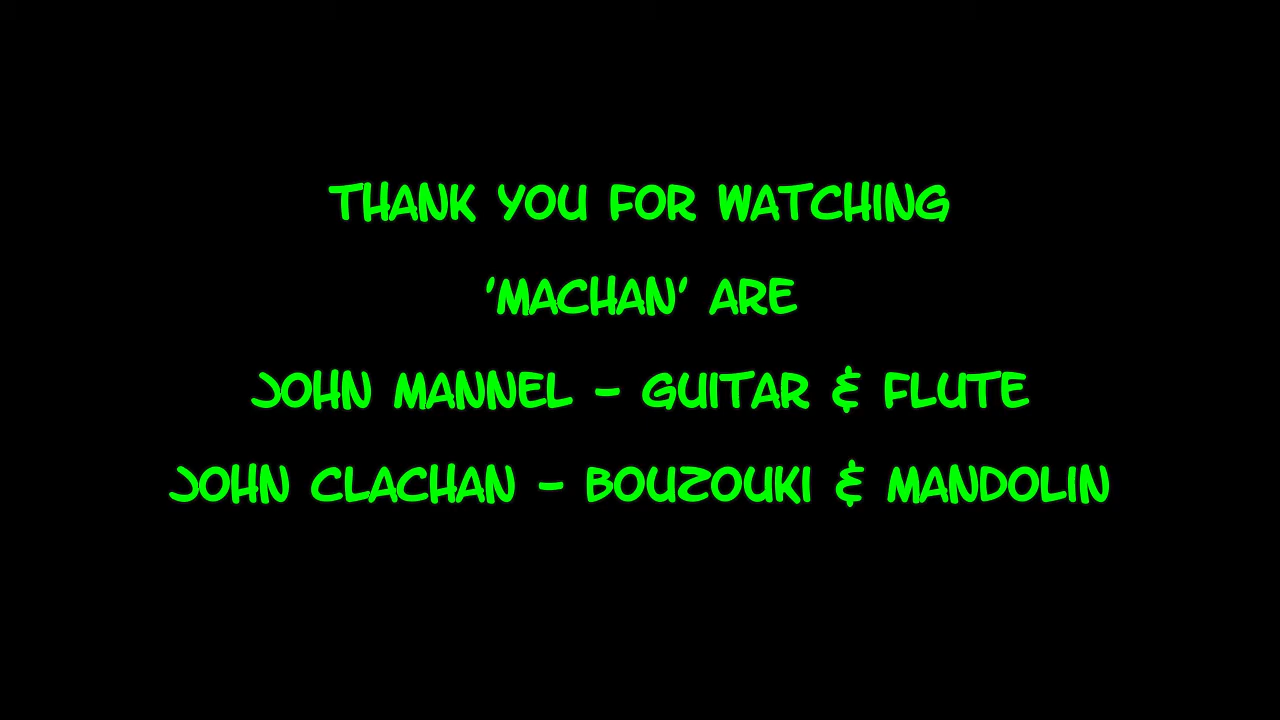 THANK YOU FOR WATCHING
'MACHAN' ARE
JOHN MANNEL - GUITAR & FLUTE
JOHN CLACHAN - BOUZOUKI & MANDOLIN